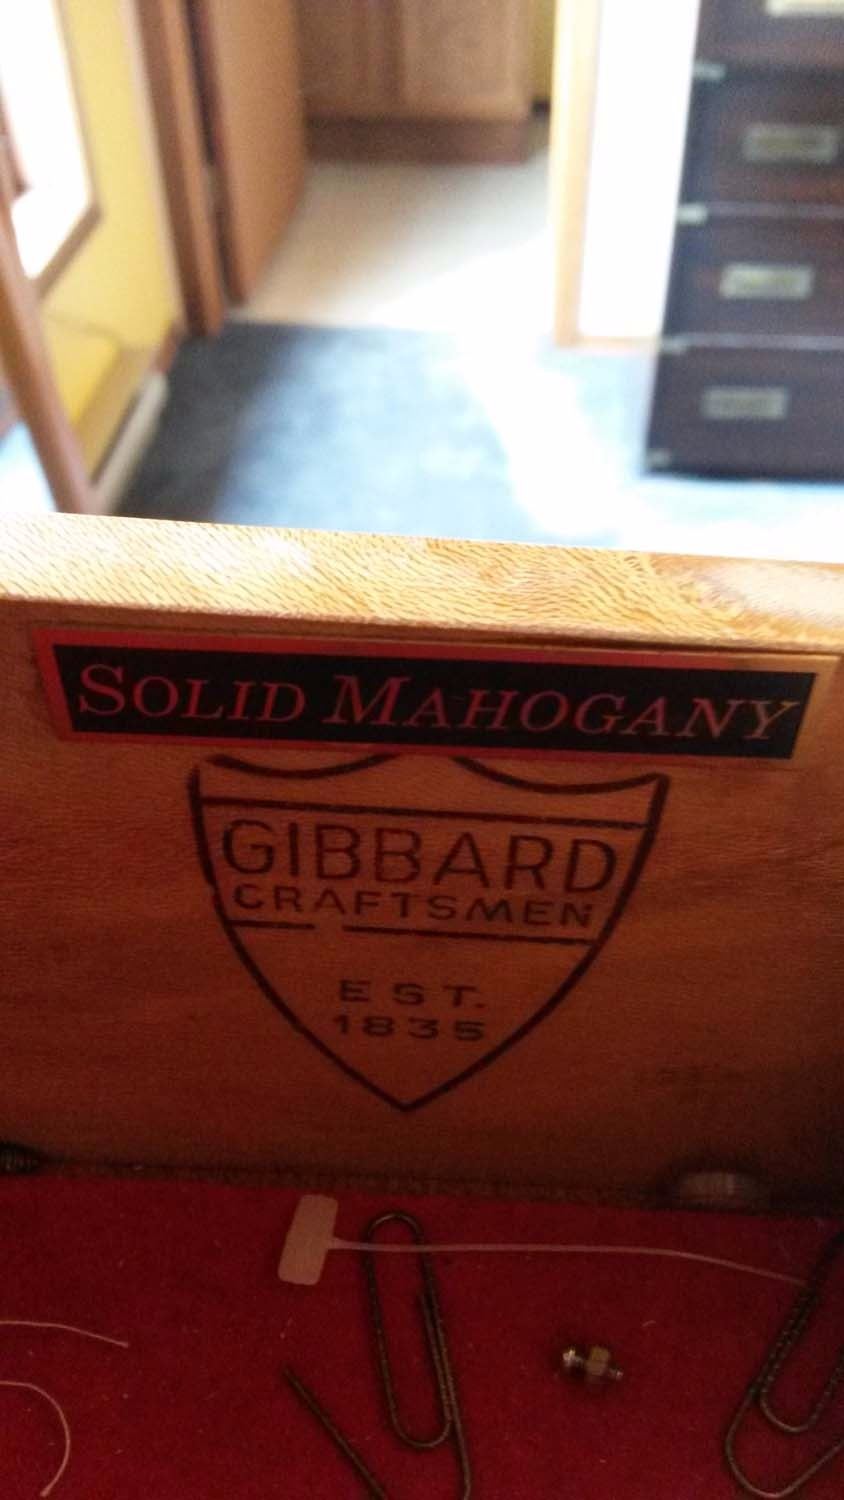 SOLID MAHOGANY
GIBBARD
CRAFTSMEN
EST.
1835